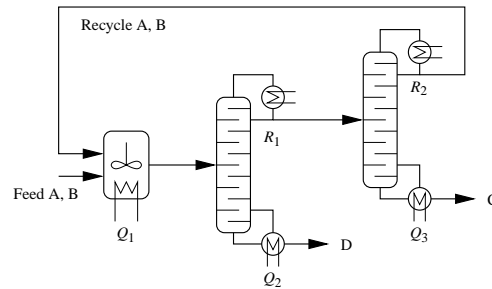 Recycle A, B
R2
R1
Feed A, B
C
Q1
D
Q3
Q2